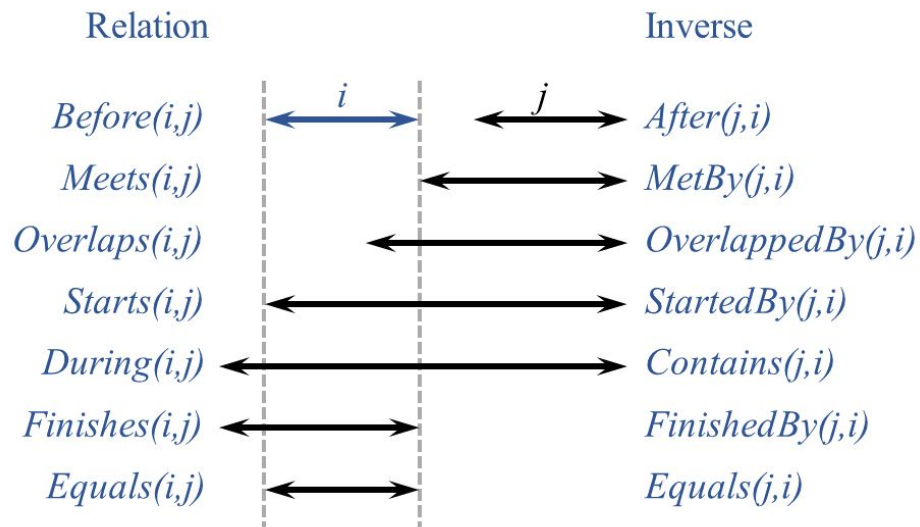 Relation Inverse
Before(i,j) i j After(j,i)
Meets(i,j) MetBy(j,i)
Overlaps(i,j) OverlappedBy(j,i)
Starts(i,j) StartedBy(j,i)
During(i,j) Contains(j,i)
Finishes(i,j) FinishedBy(j,i)
Equals(i,j) Equals(j,i)